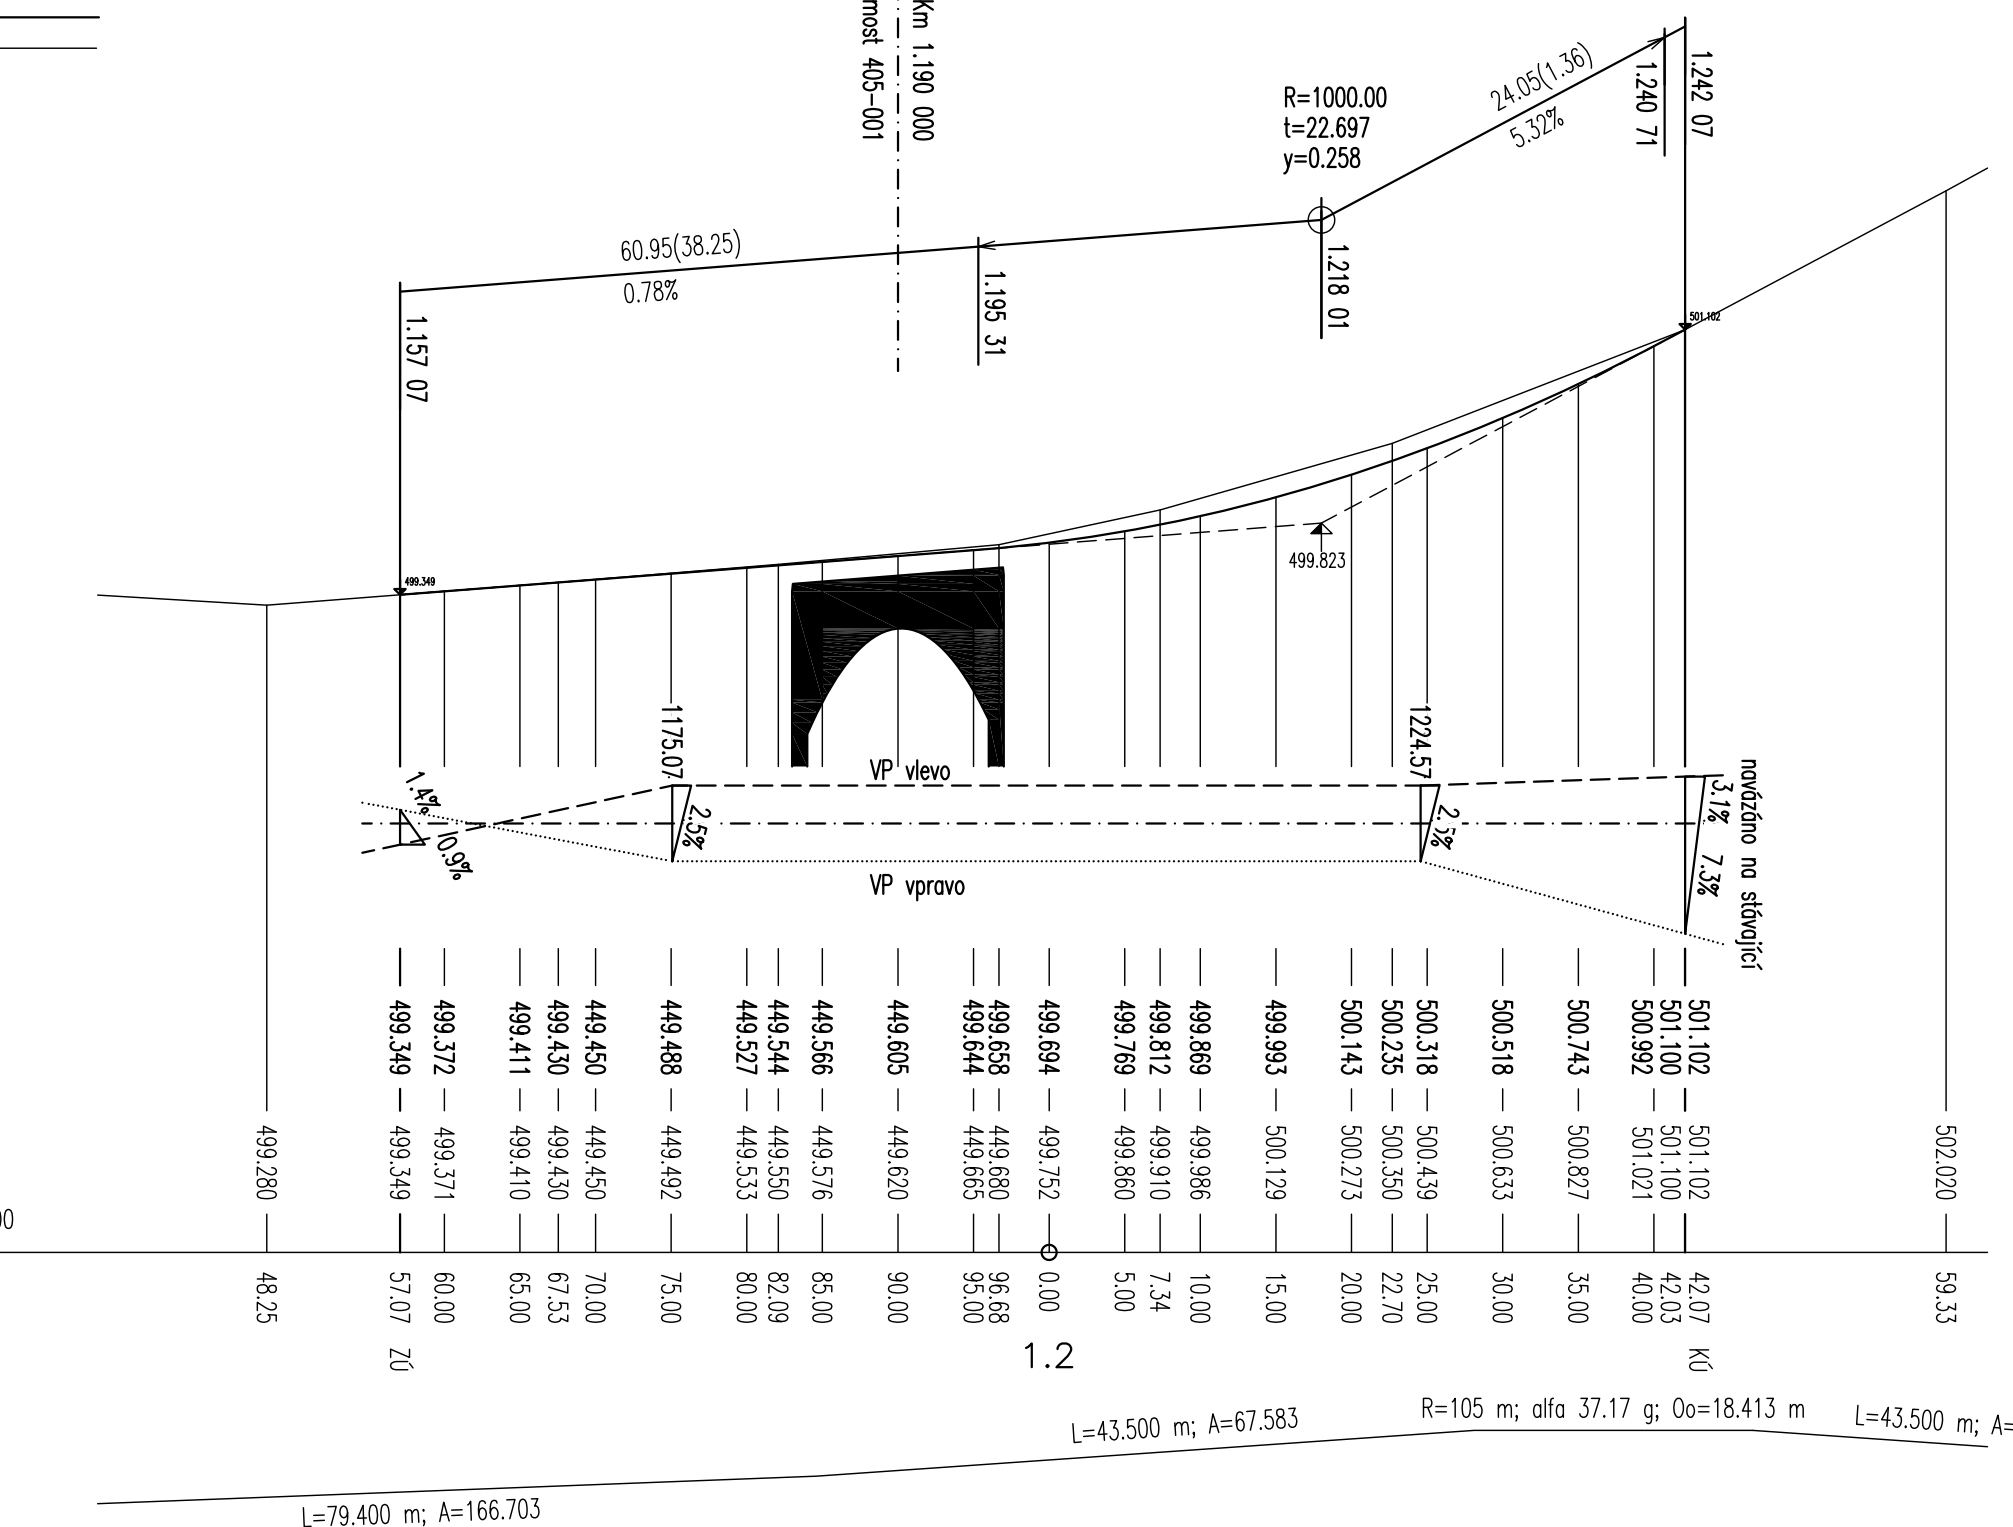 Km 1.190 000
most 405-001
R=1000.00
t=22.697
y=0.258
24.05(1.36)
5.32%
1.240 71
1.242 07
60.95(38.25)
0.78%
1.157 07
1.195 31
1.218 01
501.102
499.349
499.823
1175.07
1224.57
VP vlevo
1.4%
0.9%
2.5%
2.5%
3.1%
7.3%
navázáno na stávající
VP vpravo
499.349 499.372 499.411 499.430 449.450 449.488 449.527 449.544 449.566 449.605 499.644 499.658 499.694 499.769 499.812 499.869 499.993 500.143 500.235 500.318 500.518 500.743 500.992 501.100 501.102
499.280 499.349 499.371 499.410 499.430 449.450 449.492 449.533 449.550 449.576 449.620 449.665 449.680 499.752 499.860 499.910 499.986 500.129 500.273 500.350 500.439 500.633 500.827 501.021 501.100 501.102 502.020
48.25 57.07 60.00 65.00 67.53 70.00 75.00 80.00 82.09 85.00 90.00 95.00 96.68 0.00 5.00 7.34 10.00 15.00 20.00 22.70 25.00 30.00 35.00 40.00 42.03 42.07 59.33
ZÚ
KÚ
1.2
L=79.400 m; A=166.703
L=43.500 m; A=67.583
R=105 m; alfa 37.17 g; Oo=18.413 m
L=43.500 m; A=